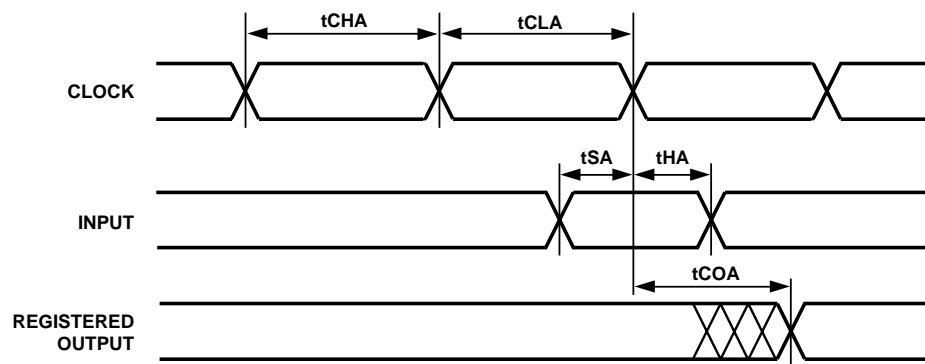 tCHA
tCLA
CLOCK
tSA
tHA
INPUT
tCOA
REGISTERED
OUTPUT